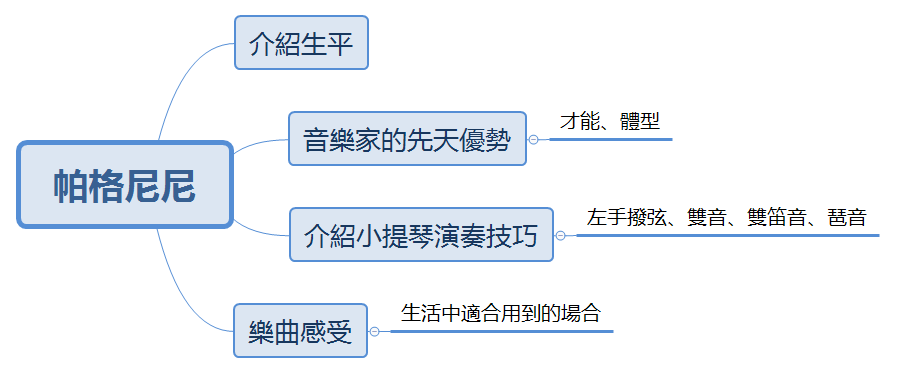 帕格尼尼
介紹生平
音樂家的先天優勢
才能、體型
介紹小提琴演奏技巧
左手撥弦、雙音、雙笛音、琶音
樂曲感受
生活中適合用到的場合